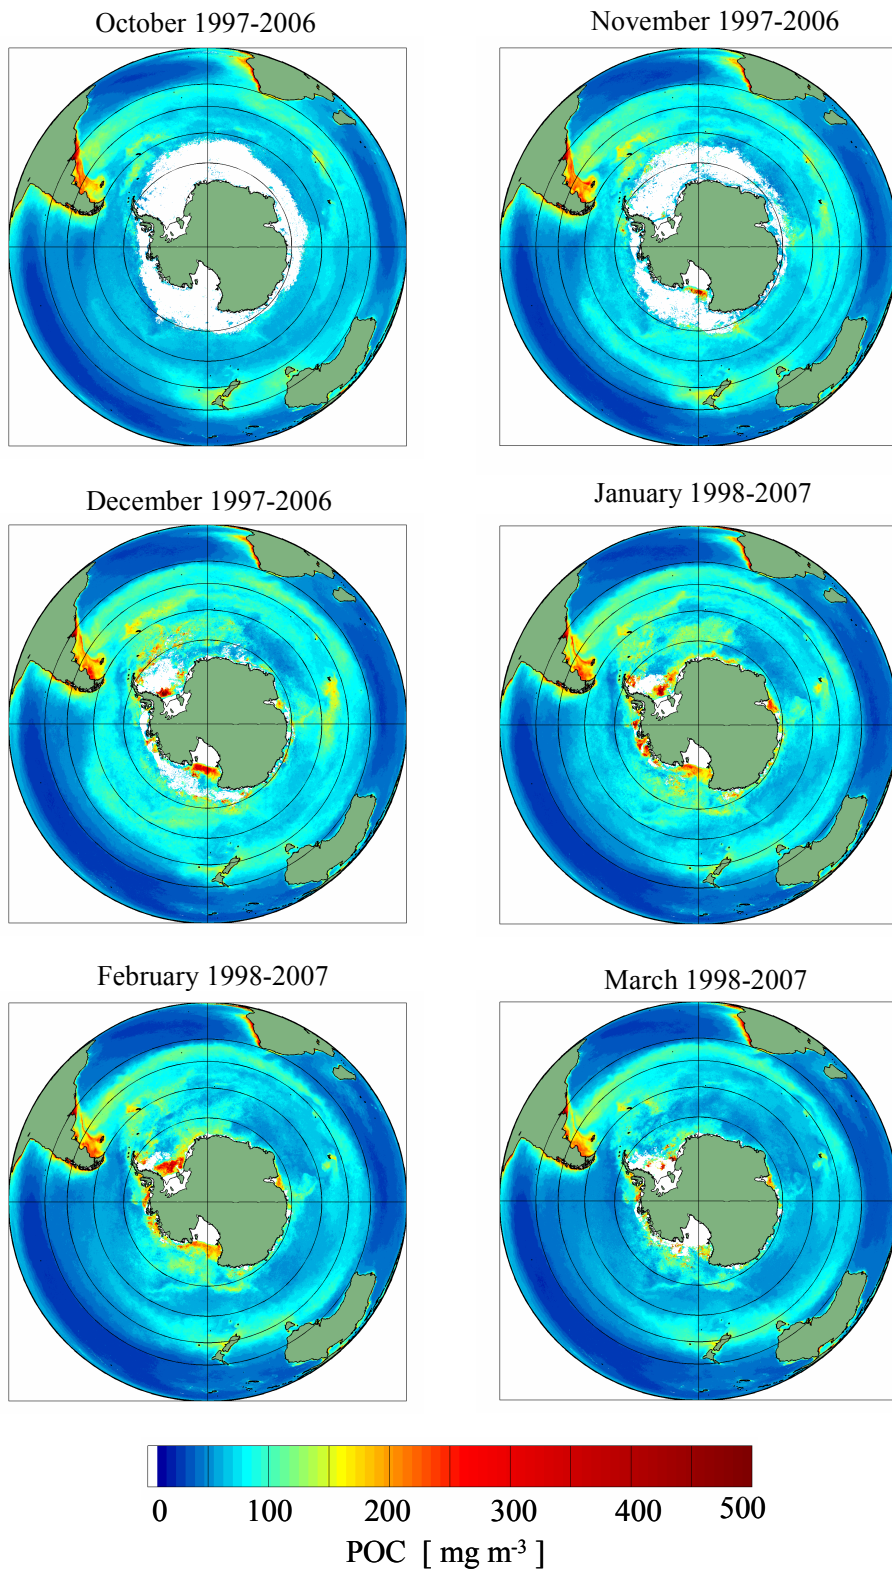 October 1997-2006
November 1997-2006
December 1997-2006
January 1998-2007
February 1998-2007
March 1998-2007
0 100 200 300 400 500
POC [ mg m⁻³ ]